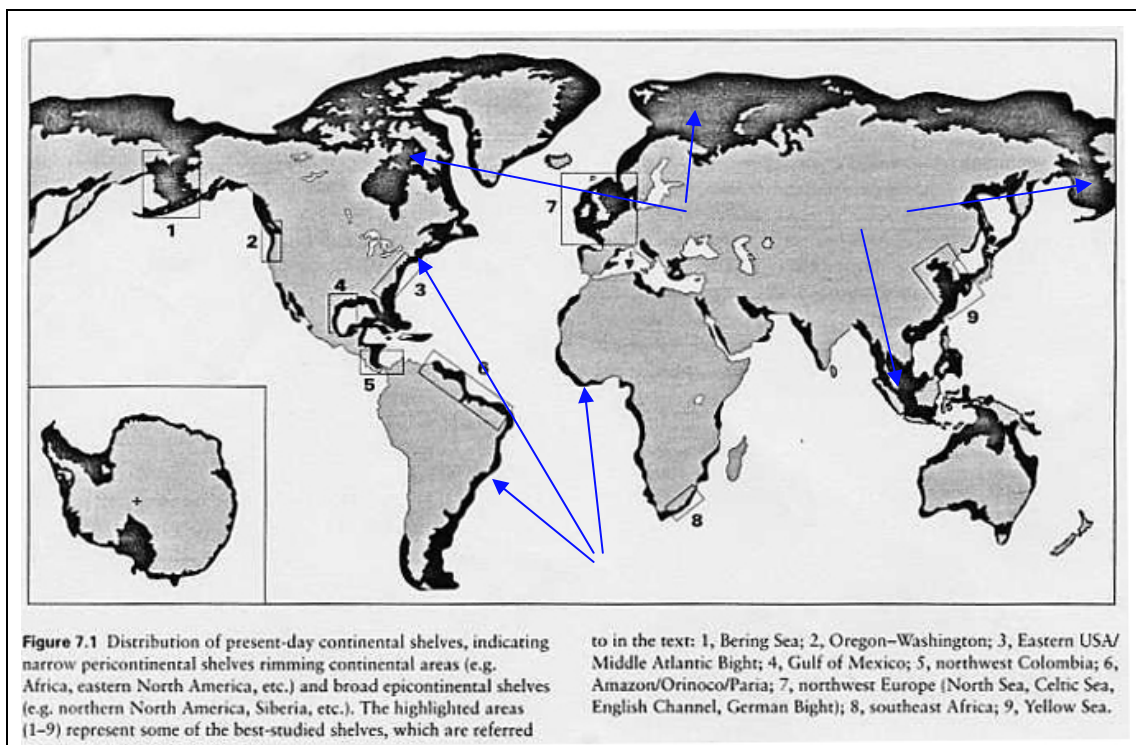 1
2
3
4
5
6
7
8
9
+
Figure 7.1 Distribution of present-day continental shelves, indicating
narrow pericontinental shelves rimming continental areas (e.g.
Africa, eastern North America, etc.) and broad epicontinental shelves
(e.g. northern North America, Siberia, etc.). The highlighted areas
(1–9) represent some of the best-studied shelves, which are referred
to in the text: 1, Bering Sea; 2, Oregon–Washington; 3, Eastern USA/
Middle Atlantic Bight; 4, Gulf of Mexico; 5, northwest Colombia; 6,
Amazon/Orinoco/Paria; 7, northwest Europe (North Sea, Celtic Sea,
English Channel, German Bight); 8, southeast Africa; 9, Yellow Sea.